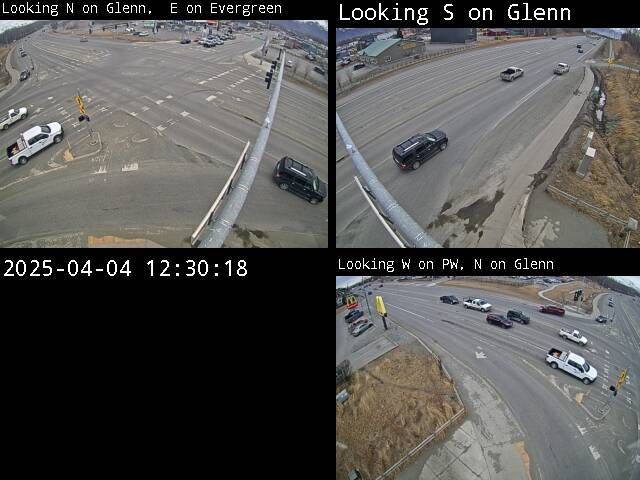 Looking N on Glenn,  E on Evergreen
Looking S on Glenn
2025-04-04 12:30:18
Looking W on PW, N on Glenn